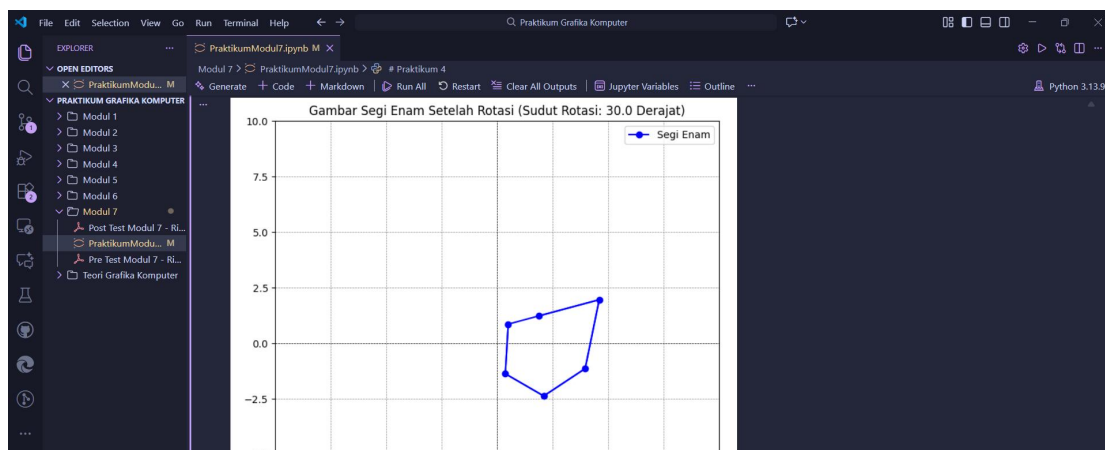 File Edit Selection View Go Run Terminal Help
Praktikum Grafika Komputer
EXPLORER
PraktikumModul7.ipynb M
OPEN EDITORS
PraktikumModu... M
Modul 7 > PraktikumModul7.ipynb > # Praktikum 4
Generate + Code + Markdown | Run All Restart Clear All Outputs | Jupyter Variables Outline ...
Python 3.13.9
PRAKTIKUM GRAFIKA KOMPUTER
Modul 1
Modul 2
Modul 3
Modul 4
Modul 5
Modul 6
Modul 7
Post Test Modul 7 - Ri...
PraktikumModu... M
Pre Test Modul 7 - Ri...
Teori Grafika Komputer
1
2
Gambar Segi Enam Setelah Rotasi (Sudut Rotasi: 30.0 Derajat)
Segi Enam
10.0
7.5
5.0
2.5
0.0
−2.5